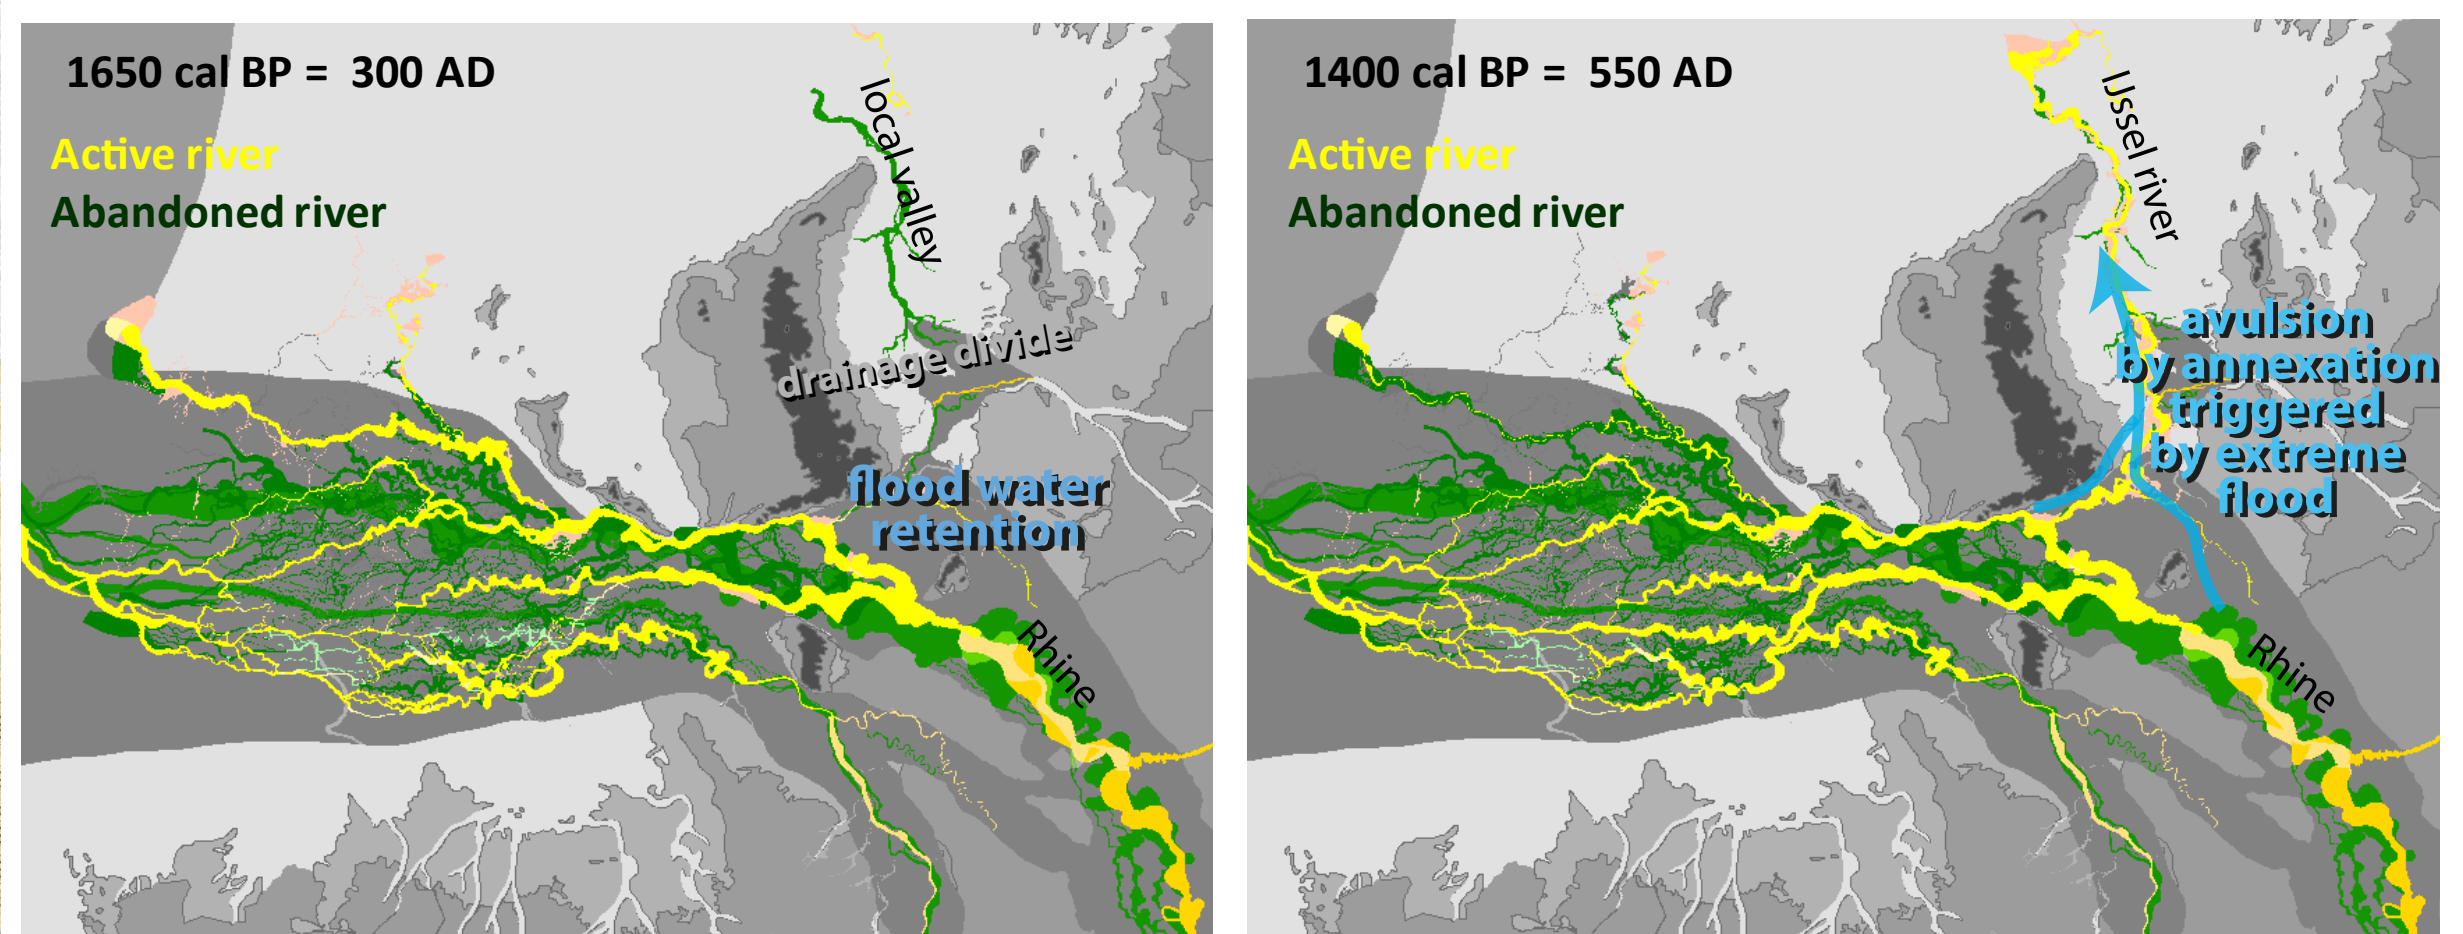 1650 cal BP = 300 AD
Active river
Abandoned river
local valley
drainage divide
flood water
retention
Rhine
1400 cal BP = 550 AD
Active river
Abandoned river
IJssel river
avulsion
by annexation
triggered
by extreme
flood
Rhine